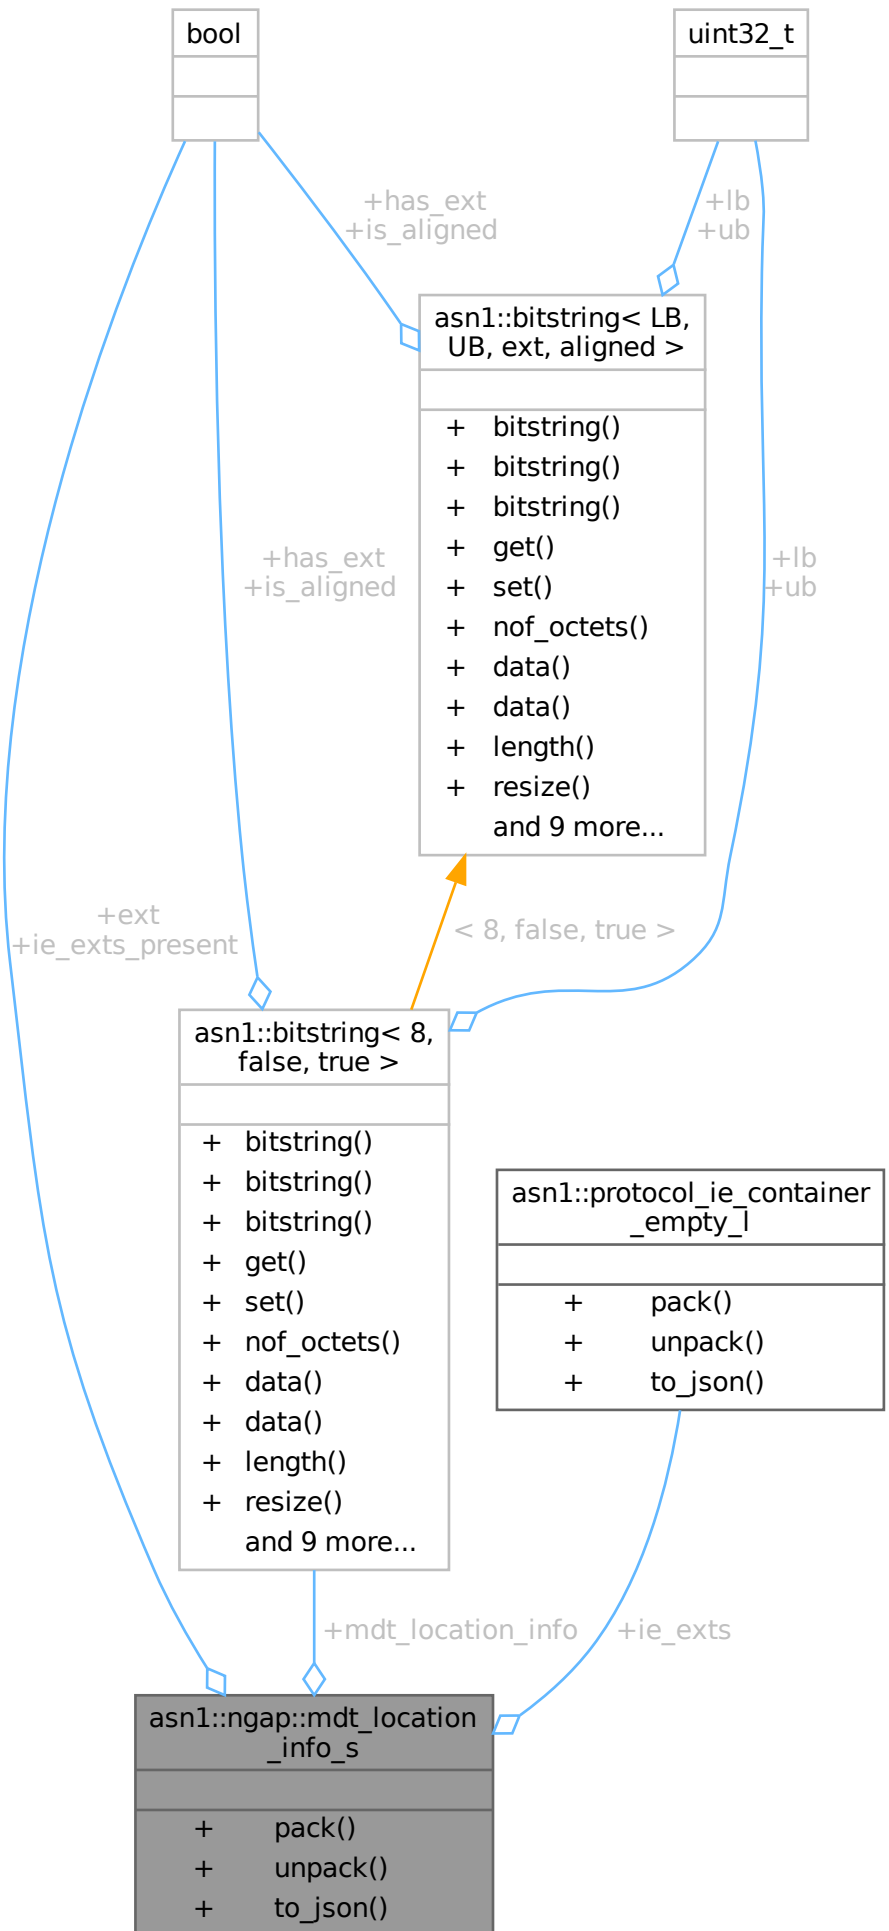 bool
uint32_t
+has_ext
+is_aligned
+lb
+ub
asn1::bitstring< LB,
UB, ext, aligned >
+ bitstring()
+ bitstring()
+ bitstring()
+ get()
+ set()
+ nof_octets()
+ data()
+ data()
+ length()
+ resize()
and 9 more...
+has_ext
+is_aligned
+lb
+ub
+ext
+ie_exts_present
< 8, false, true >
asn1::bitstring< 8,
false, true >
+ bitstring()
+ bitstring()
+ bitstring()
+ get()
+ set()
+ nof_octets()
+ data()
+ data()
+ length()
+ resize()
and 9 more...
asn1::protocol_ie_container
_empty_l
+ pack()
+ unpack()
+ to_json()
+mdt_location_info
+ie_exts
asn1::ngap::mdt_location
_info_s
+ pack()
+ unpack()
+ to_json()